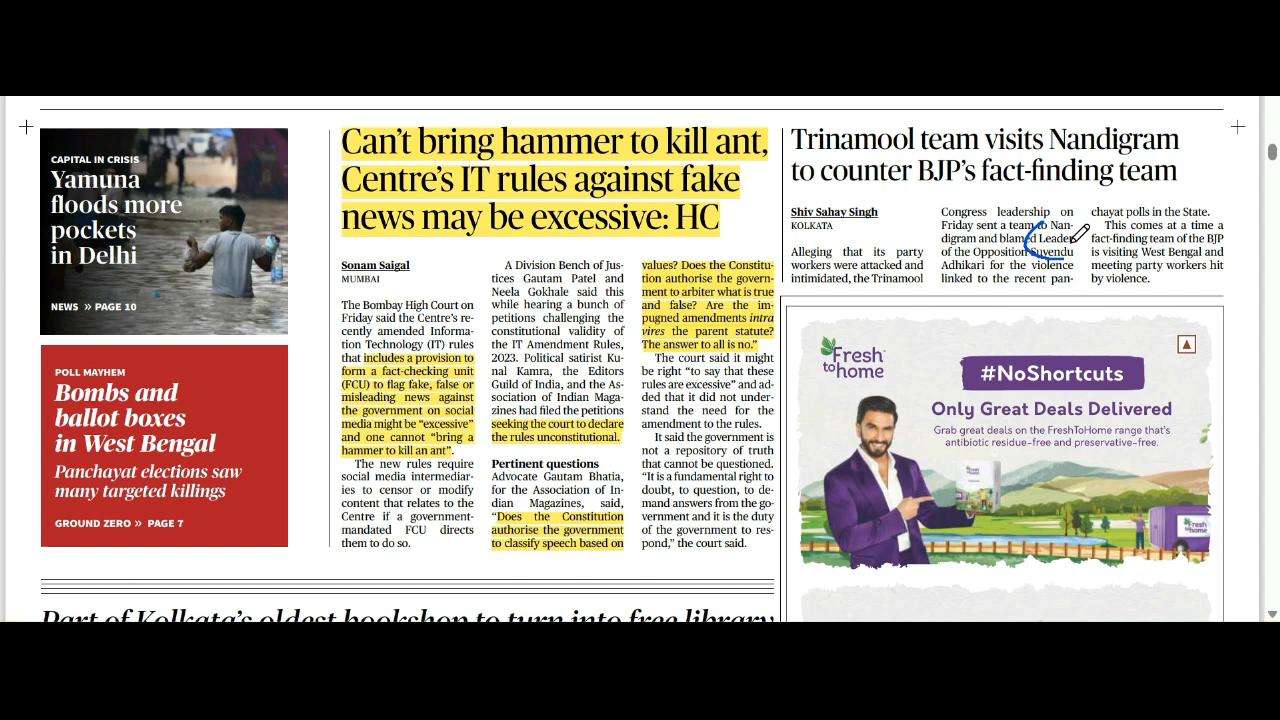 CAPITAL IN CRISIS
Yamuna
floods more
pockets
in Delhi
NEWS » PAGE 10
POLL MAYHEM
Bombs and
ballot boxes
in West Bengal
Panchayat elections saw
many targeted killings
GROUND ZERO » PAGE 7
Can't bring hammer to kill ant,
Centre's IT rules against fake
news may be excessive: HC
Sonam Saigal
MUMBAI
The Bombay High Court on
Friday said the Centre's re-
cently amended Informa-
tion Technology (IT) rules
that includes a provision to
form a fact-checking unit
(FCU) to flag fake, false or
misleading news against
the government on social
media might be “excessive”
and one cannot “bring a
hammer to kill an ant”.
The new rules require
social media intermediar-
ies to censor or modify
content that relates to the
Centre if a government-
mandated FCU directs
them to do so.
A Division Bench of Jus-
tices Gautam Patel and
Neela Gokhale said this
while hearing a bunch of
petitions challenging the
constitutional validity of
the IT Amendment Rules,
2023. Political satirist Ku-
nal Kamra, the Editors
Guild of India, and the As-
sociation of Indian Maga-
zines had filed the petitions
seeking the court to declare
the rules unconstitutional.
Pertinent questions
Advocate Gautam Bhatia,
for the Association of In-
dian Magazines, said,
“Does the Constitution
authorise the government
to classify speech based on
values? Does the Constitu-
tion authorise the govern-
ment to arbiter what is true
and false? Are the im-
pugned amendments intra
vires the parent statute?
The answer to all is no.”
The court said it might
be right “to say that these
rules are excessive” and ad-
ded that it did not under-
stand the need for the
amendment to the rules.
It said the government is
not a repository of truth
that cannot be questioned.
“It is a fundamental right to
doubt, to question, to de-
mand answers from the go-
vernment and it is the duty
of the government to res-
pond,” the court said.
Trinamool team visits Nandigram
to counter BJP's fact-finding team
Shiv Sahay Singh
KOLKATA
Alleging that its party
workers were attacked and
intimidated, the Trinamool
Congress leadership on
Friday sent a team to Nan-
digram and blamed Leader
of the Opposition Suvendu
Adhikari for the violence
linked to the recent pan-
chayat polls in the State.
This comes at a time a
fact-finding team of the BJP
is visiting West Bengal and
meeting party workers hit
by violence.
Fresh
to home
#NoShortcuts
Only Great Deals Delivered
Grab great deals on the FreshToHome range that's
antibiotic residue-free and preservative-free.
Fresh
to home
Fresh
to home
Part of Kolkata's oldest bookshop to turn into free library